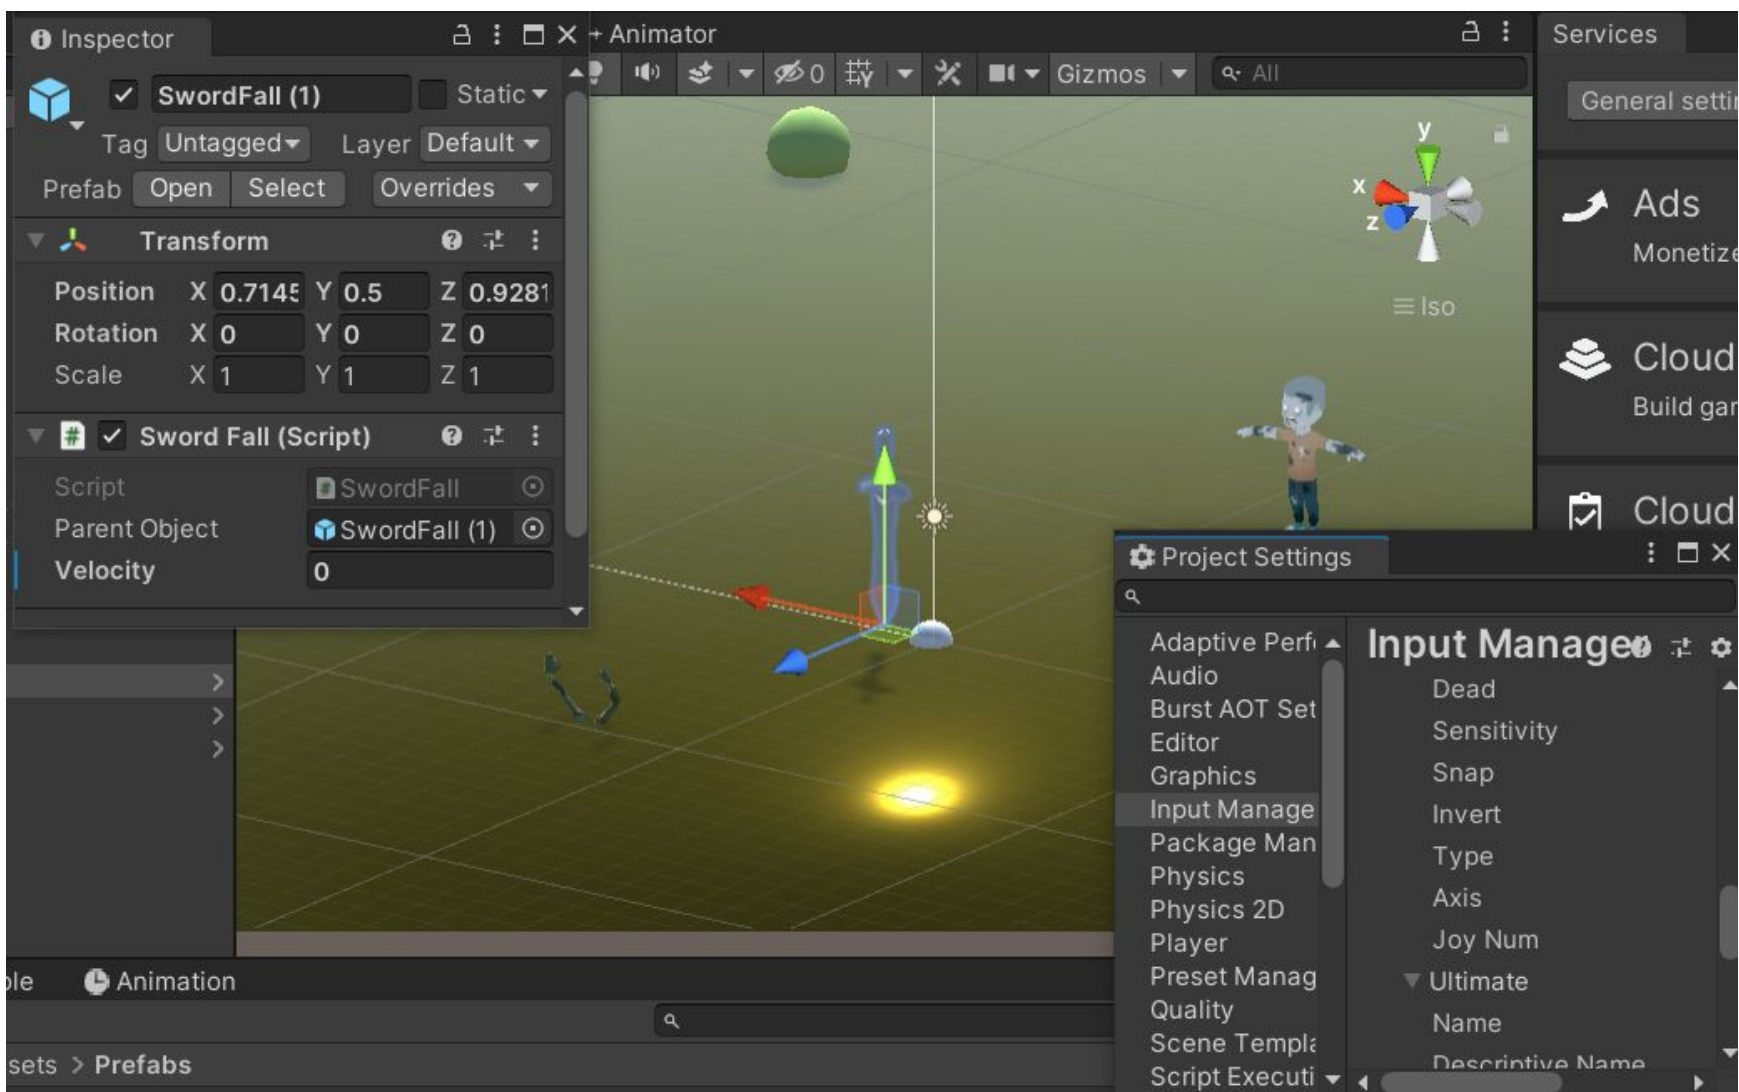 Inspector
SwordFall (1)
Static
Tag Untagged Layer Default
Prefab Open Select Overrides
Transform
Position X 0.7145 Y 0.5 Z 0.9281
Rotation X 0 Y 0 Z 0
Scale X 1 Y 1 Z 1
# Sword Fall (Script)
Script # SwordFall
Parent Object SwordFall (1)
Velocity 0
Animator
0 Gizmos All
y
x
z
Iso
Services
General settin
Ads
Monetize
Cloud
Build gam
Cloud
Project Settings
Adaptive Perf
Audio
Burst AOT Set
Editor
Graphics
Input Manage
Package Man
Physics
Physics 2D
Player
Preset Manag
Quality
Scene Templa
Script Executi
Input Manager
Dead
Sensitivity
Snap
Invert
Type
Axis
Joy Num
Ultimate
Name
Descriptive Name
ole Animation
sets > Prefabs